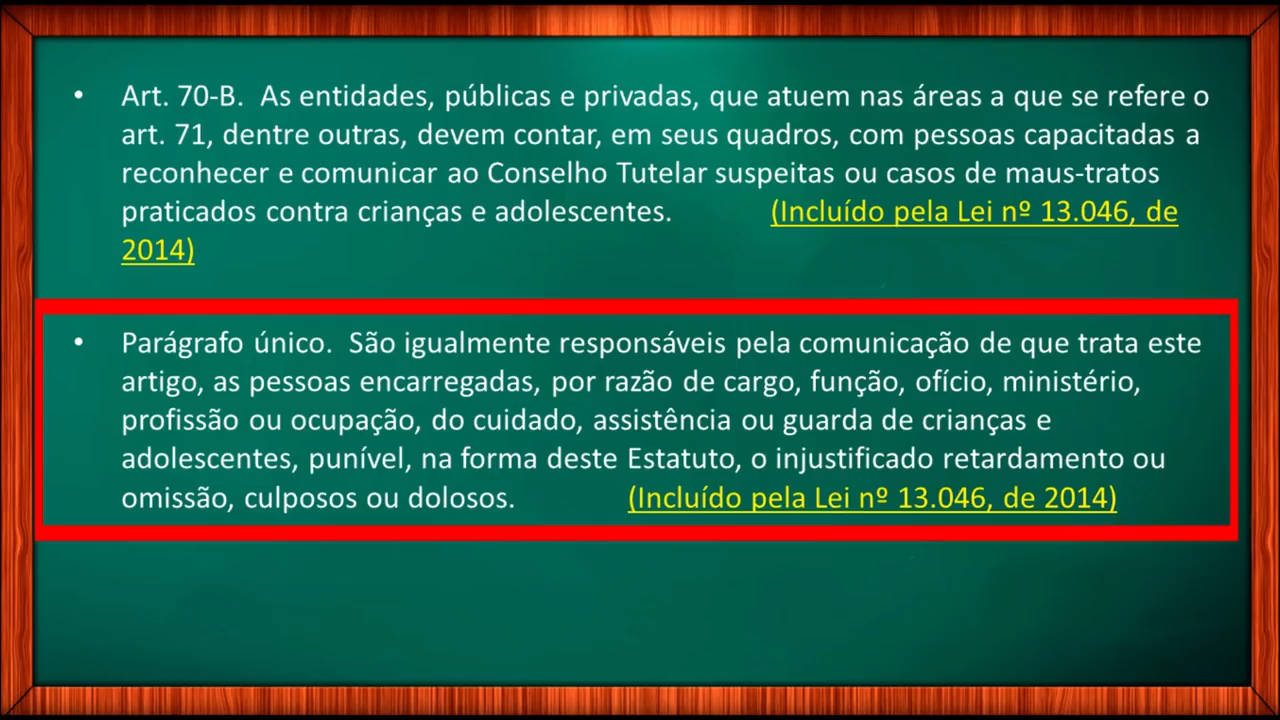 • Art. 70-B. As entidades, públicas e privadas, que atuem nas áreas a que se refere o
art. 71, dentre outras, devem contar, em seus quadros, com pessoas capacitadas a
reconhecer e comunicar ao Conselho Tutelar suspeitas ou casos de maus-tratos
praticados contra crianças e adolescentes. (Incluído pela Lei nº 13.046, de
2014)
• Parágrafo único. São igualmente responsáveis pela comunicação de que trata este
artigo, as pessoas encarregadas, por razão de cargo, função, ofício, ministério,
profissão ou ocupação, do cuidado, assistência ou guarda de crianças e
adolescentes, punível, na forma deste Estatuto, o injustificado retardamento ou
omissão, culposos ou dolosos. (Incluído pela Lei nº 13.046, de 2014)